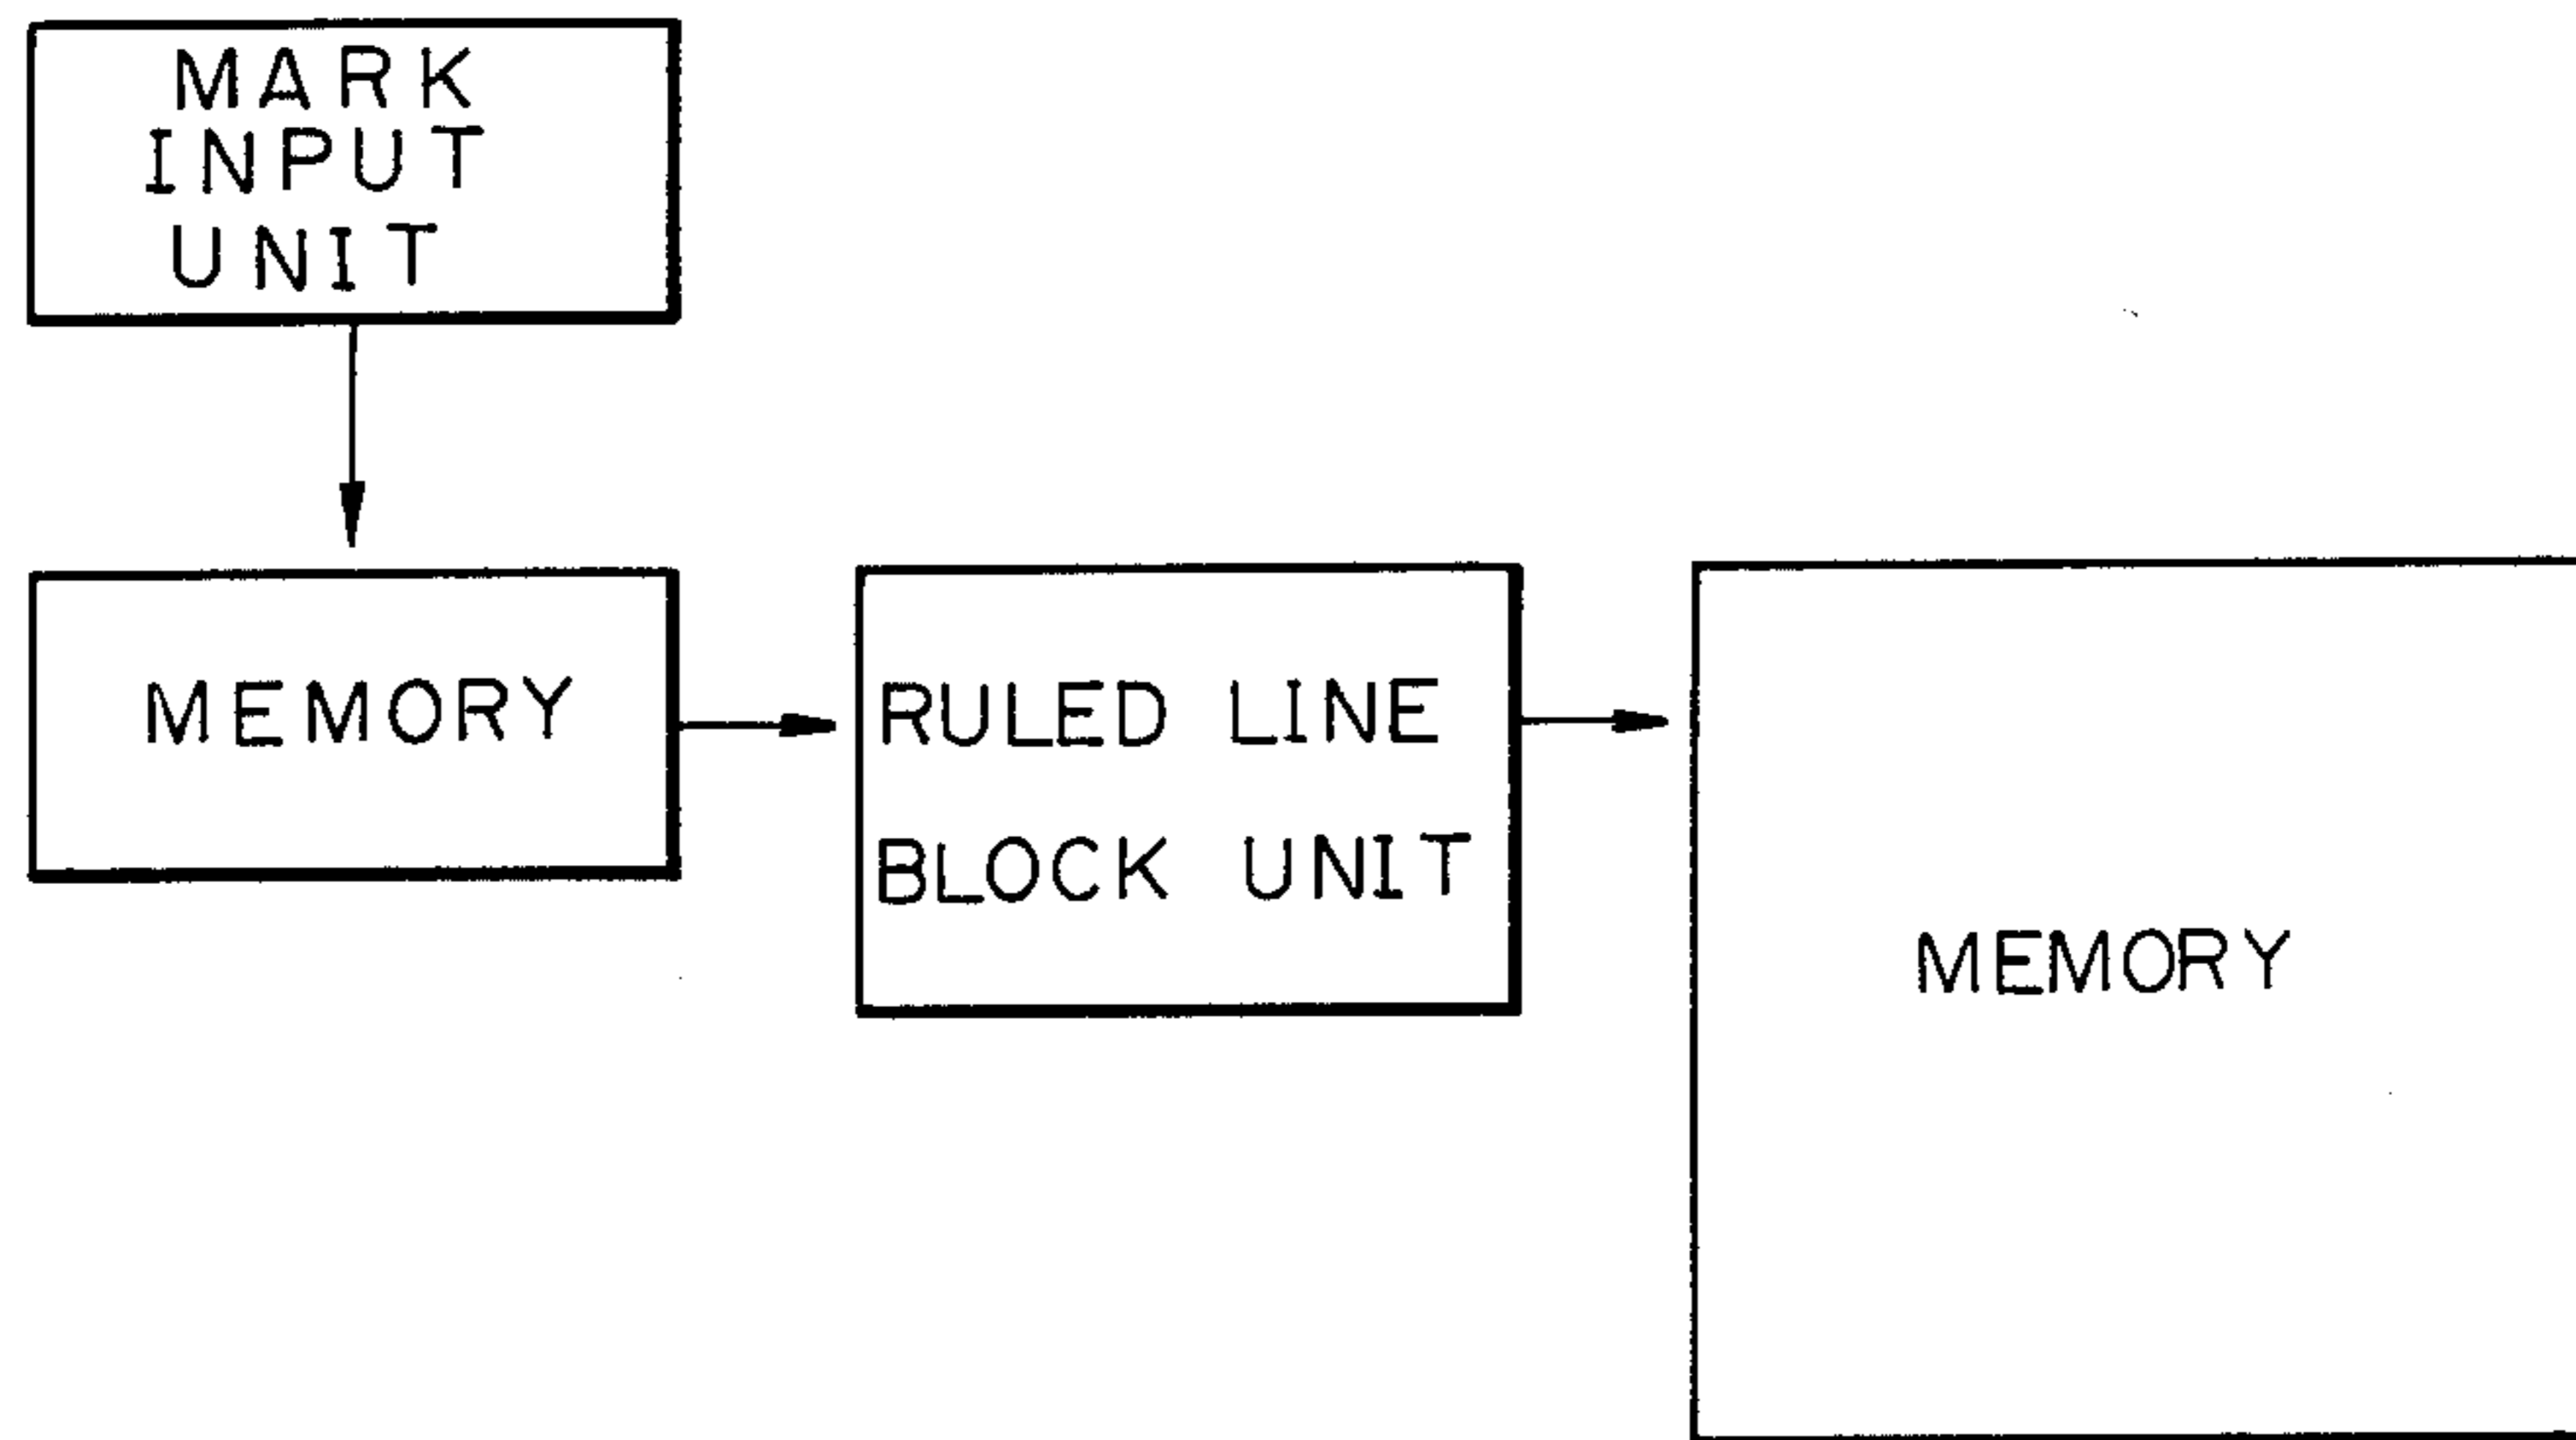 MARK
INPUT
UNIT
MEMORY
RULED LINE
BLOCK UNIT
MEMORY